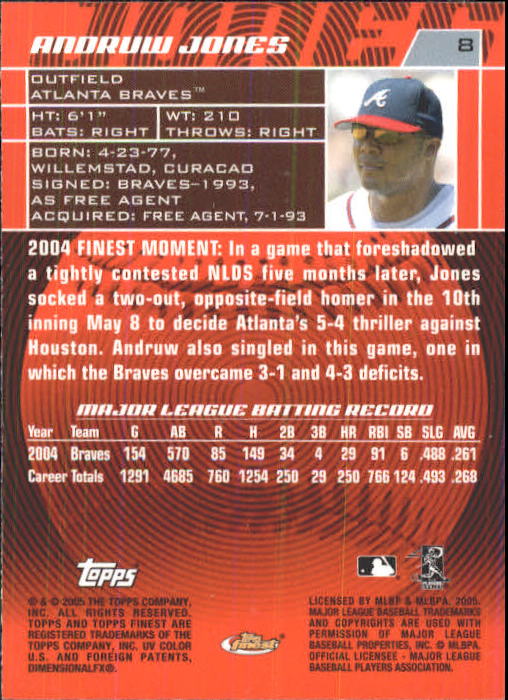 ANDRUW JONES
8
OUTFIELD
ATLANTA BRAVES™
HT: 6'1" WT: 210
BATS: RIGHT THROWS: RIGHT
BORN: 4-23-77,
WILLEMSTAD, CURACAO
SIGNED: BRAVES-1993,
AS FREE AGENT
ACQUIRED: FREE AGENT, 7-1-93
2004 FINEST MOMENT: In a game that foreshadowed
a tightly contested NLDS five months later, Jones
socked a two-out, opposite-field homer in the 10th
inning May 8 to decide Atlanta's 5-4 thriller against
Houston. Andruw also singled in this game, one in
which the Braves overcame 3-1 and 4-3 deficits.
MAJOR LEAGUE BATTING RECORD
Year Team G AB R H 2B 3B HR RBI SB SLG AVG
2004 Braves 154 570 85 149 34 4 29 91 6 .488 .261
Career Totals 1291 4685 760 1254 250 29 250 766 124 .493 .268
TOPPS
® & © 2005 THE TOPPS COMPANY,
INC. ALL RIGHTS RESERVED.
TOPPS AND TOPPS FINEST ARE
REGISTERED TRADEMARKS OF THE
TOPPS COMPANY, INC. UV COLOR
U.S. AND FOREIGN PATENTS,
DIMENSIONALFX®.
Topps
finest
LICENSED BY MLBP & MLBPA, 2005.
MAJOR LEAGUE BASEBALL TRADEMARKS
AND COPYRIGHTS ARE USED WITH
PERMISSION OF MAJOR LEAGUE
BASEBALL PROPERTIES, INC. © MLBPA.
OFFICIAL LICENSEE - MAJOR LEAGUE
BASEBALL PLAYERS ASSOCIATION.